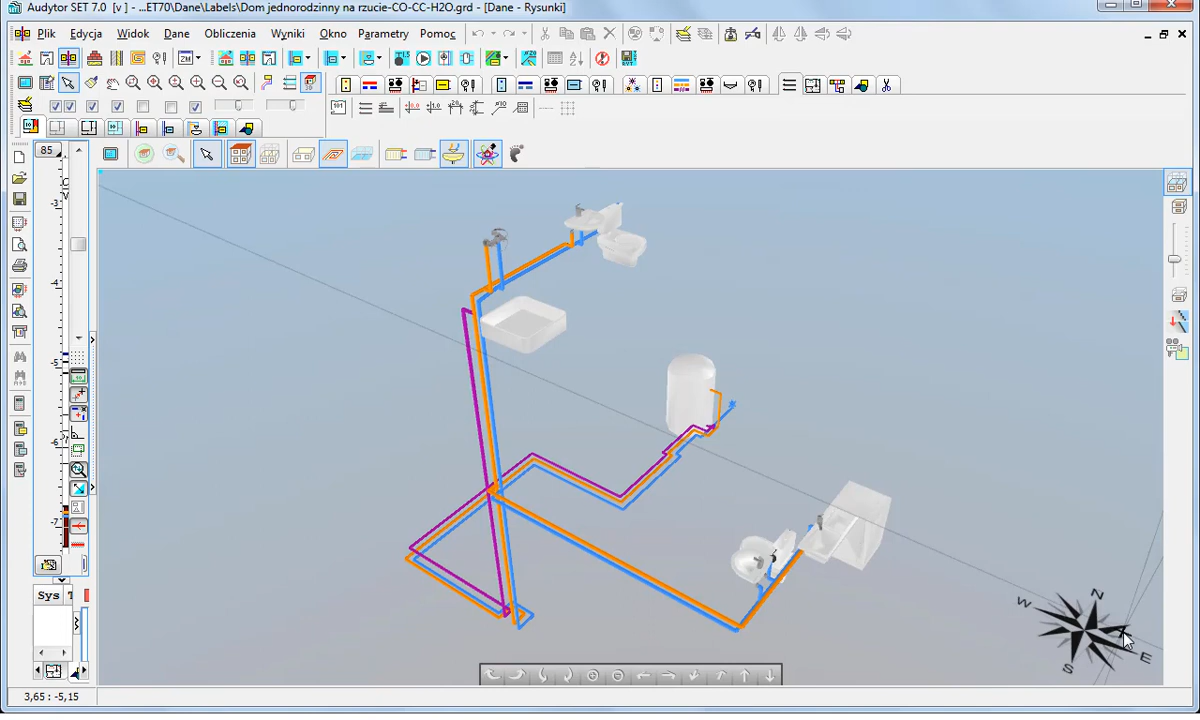 Audytor SET 7.0 [v ] - ...ET70\Dane\Labels\Dom jednorodzinny na rzucie-CO-CC-H2O.grd - [Dane - Rysunki]
Plik Edycja Widok Dane Obliczenia Wyniki Okno Parametry Pomoc
85
-3
-4
-5
-6
-7
N
W
E
S
Sys
3,65 : -5,15